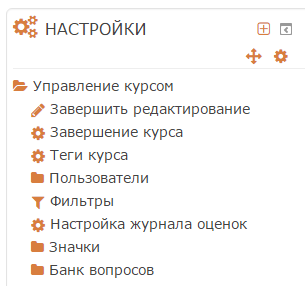 НАСТРОЙКИ
Управление курсом
Завершить редактирование
Завершение курса
Теги курса
Пользователи
Фильтры
Настройка журнала оценок
Значки
Банк вопросов